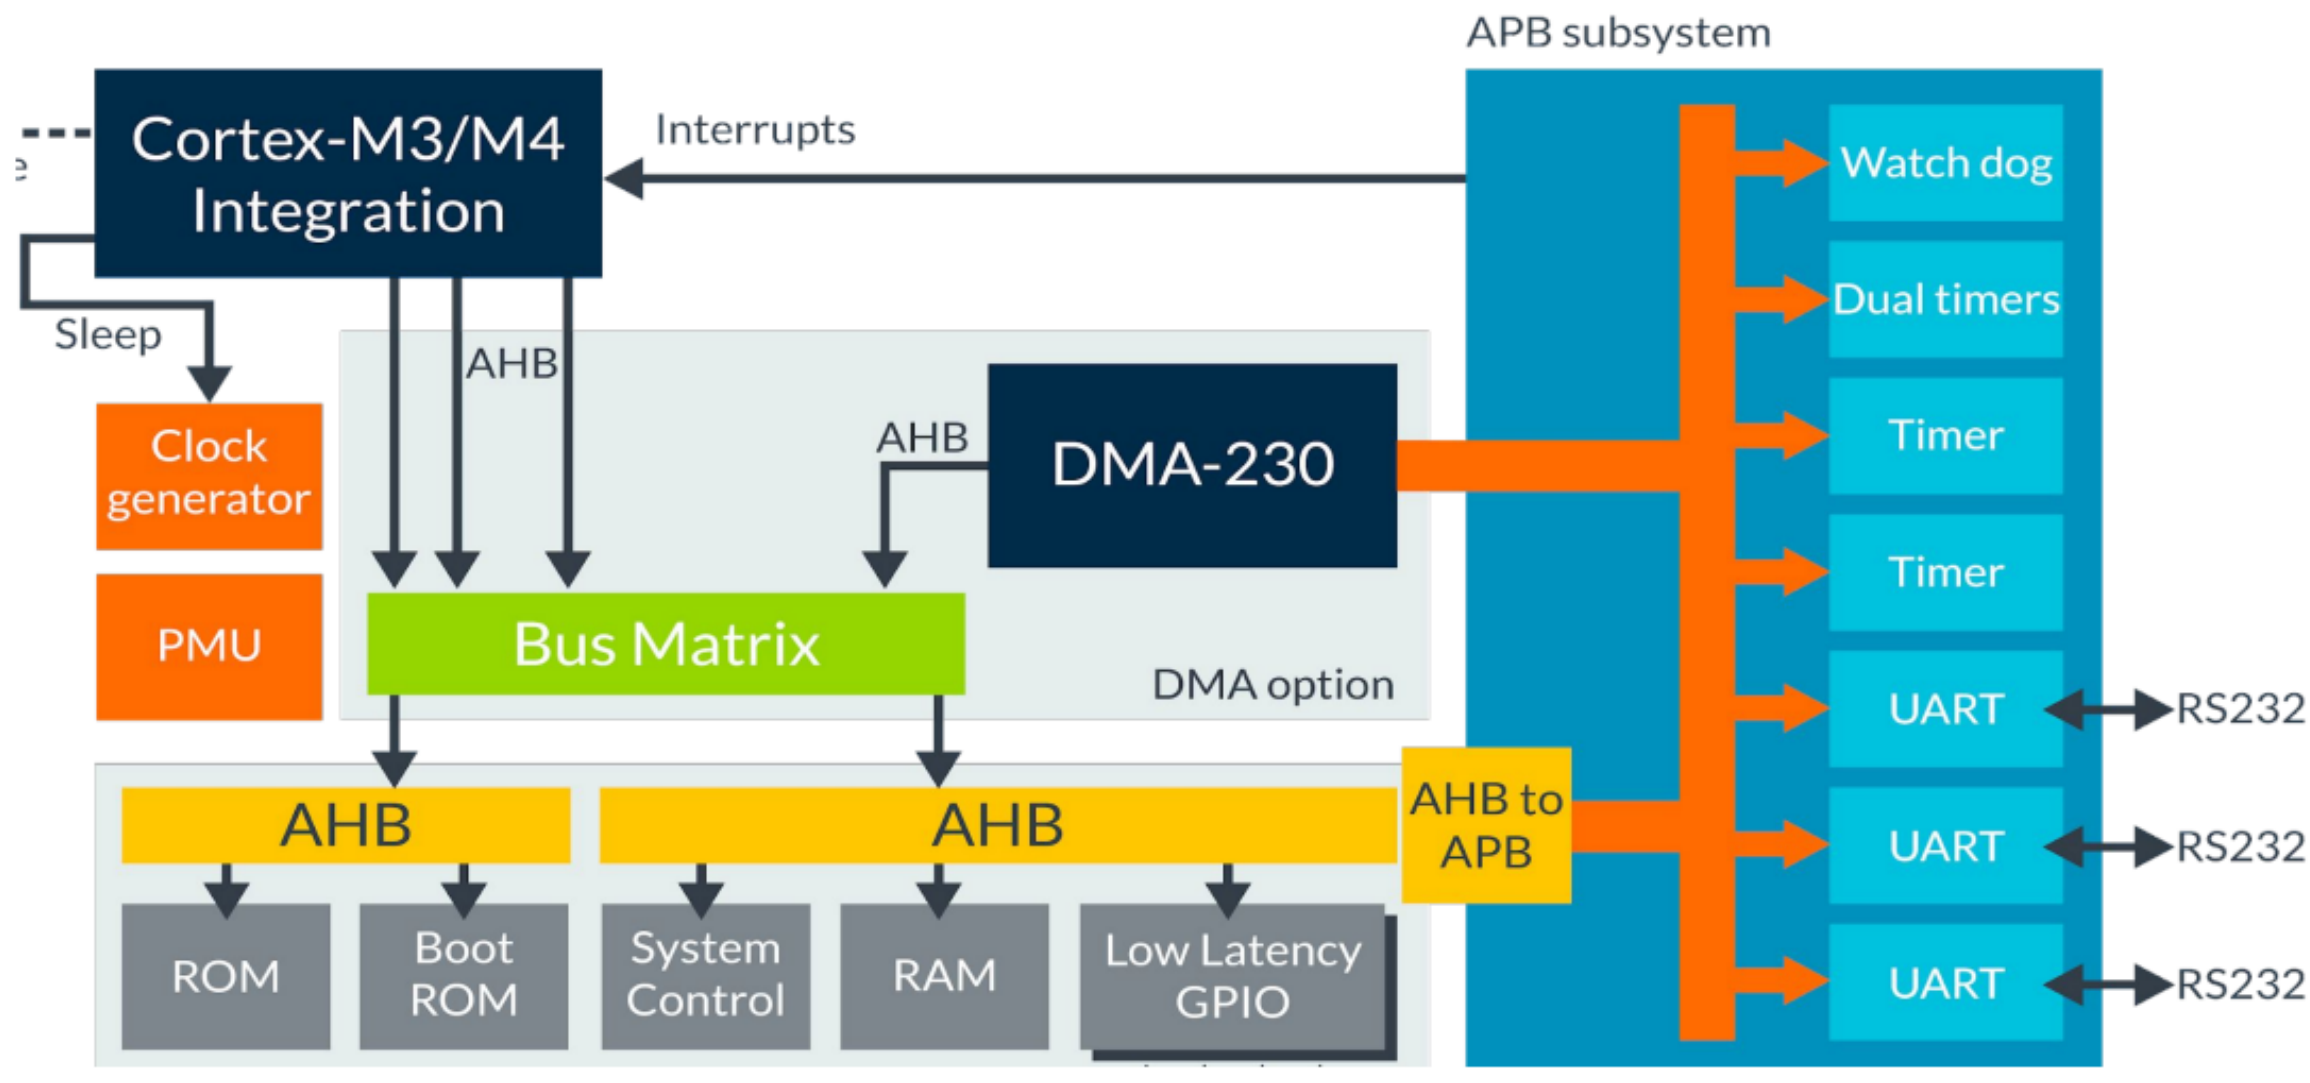 APB subsystem
Cortex-M3/M4
Integration
Interrupts
e
Sleep
AHB
AHB
DMA-230
Clock
generator
PMU
Bus Matrix
DMA option
AHB
AHB
AHB to
APB
ROM
Boot
ROM
System
Control
RAM
Low Latency
GPIO
Watch dog
Dual timers
Timer
Timer
UART
RS232
UART
RS232
UART
RS232